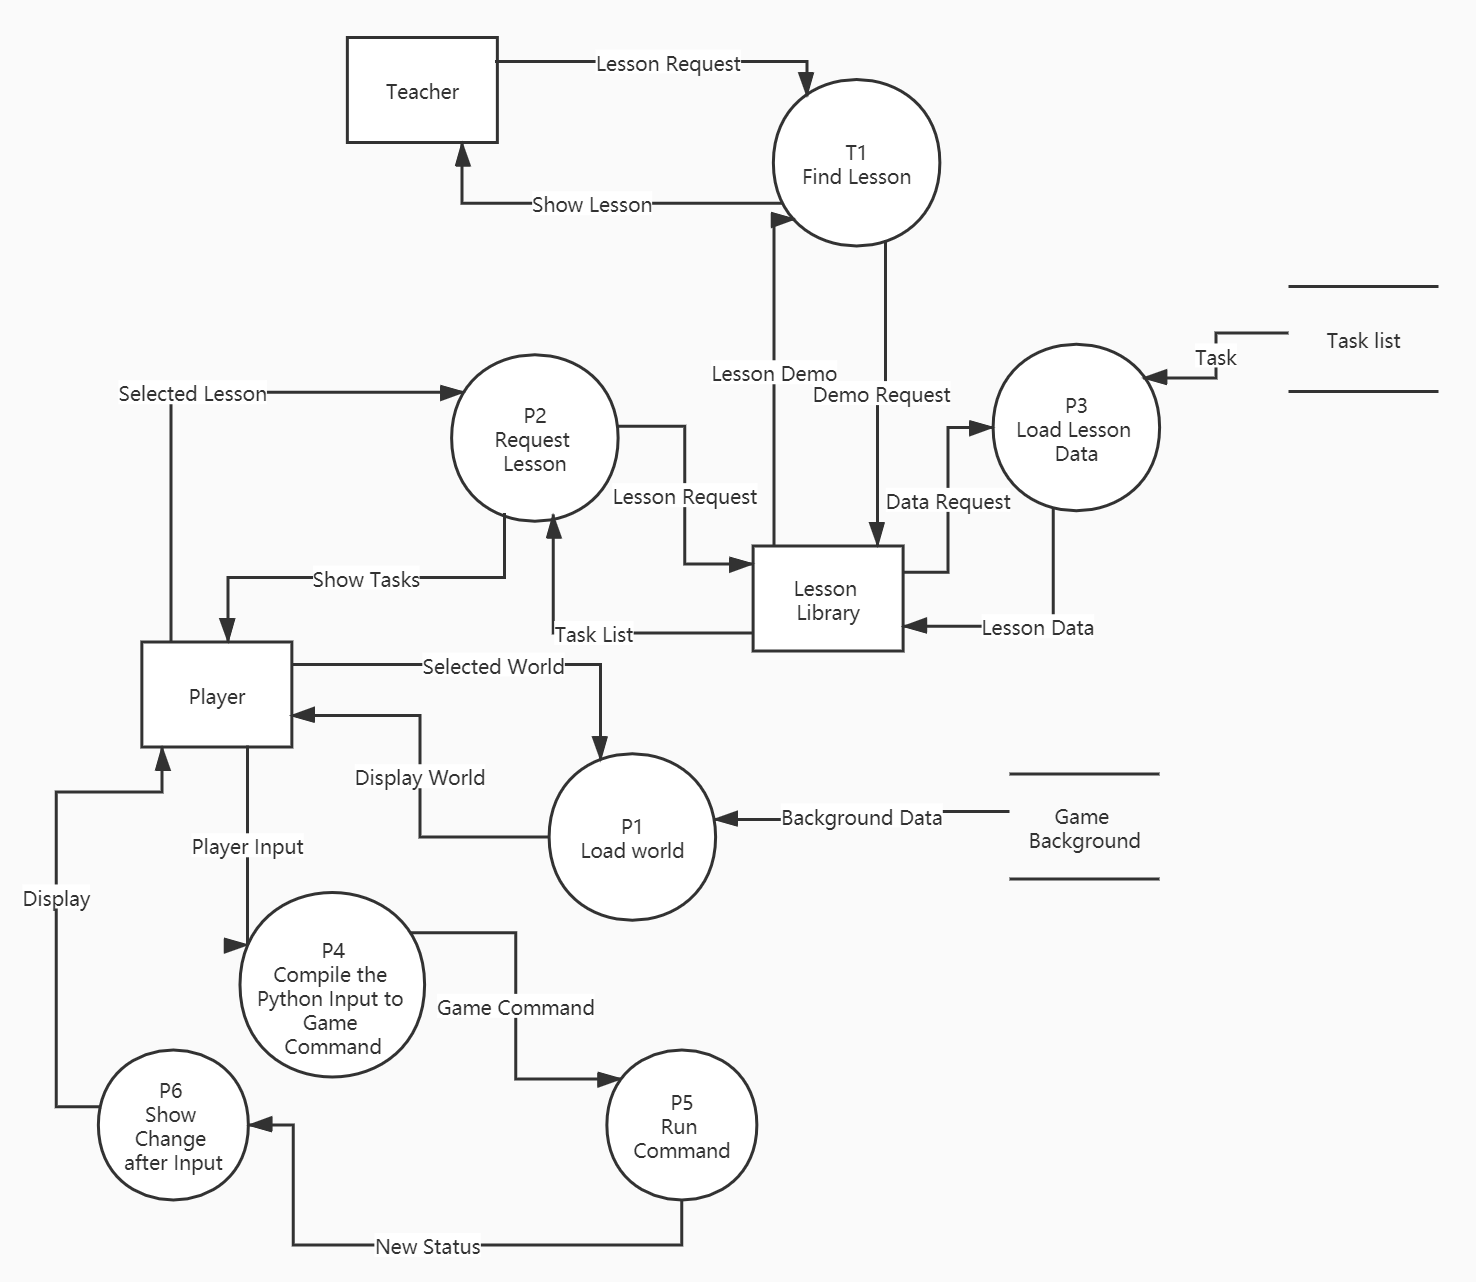 Lesson Request
Teacher
T1
Find Lesson
Show Lesson
Task list
Task
Lesson Demo
Demo Request
Selected Lesson
P2
Request
Lesson
P3
Load Lesson
Data
Lesson Request
Data Request
Show Tasks
Lesson
Library
Task List
Lesson Data
Selected World
Player
Display World
Background Data
Game
Background
P1
Load world
Player Input
Display
P4
Compile the
Python Input to
Game
Command
Game Command
P6
Show
Change
after Input
P5
Run
Command
New Status